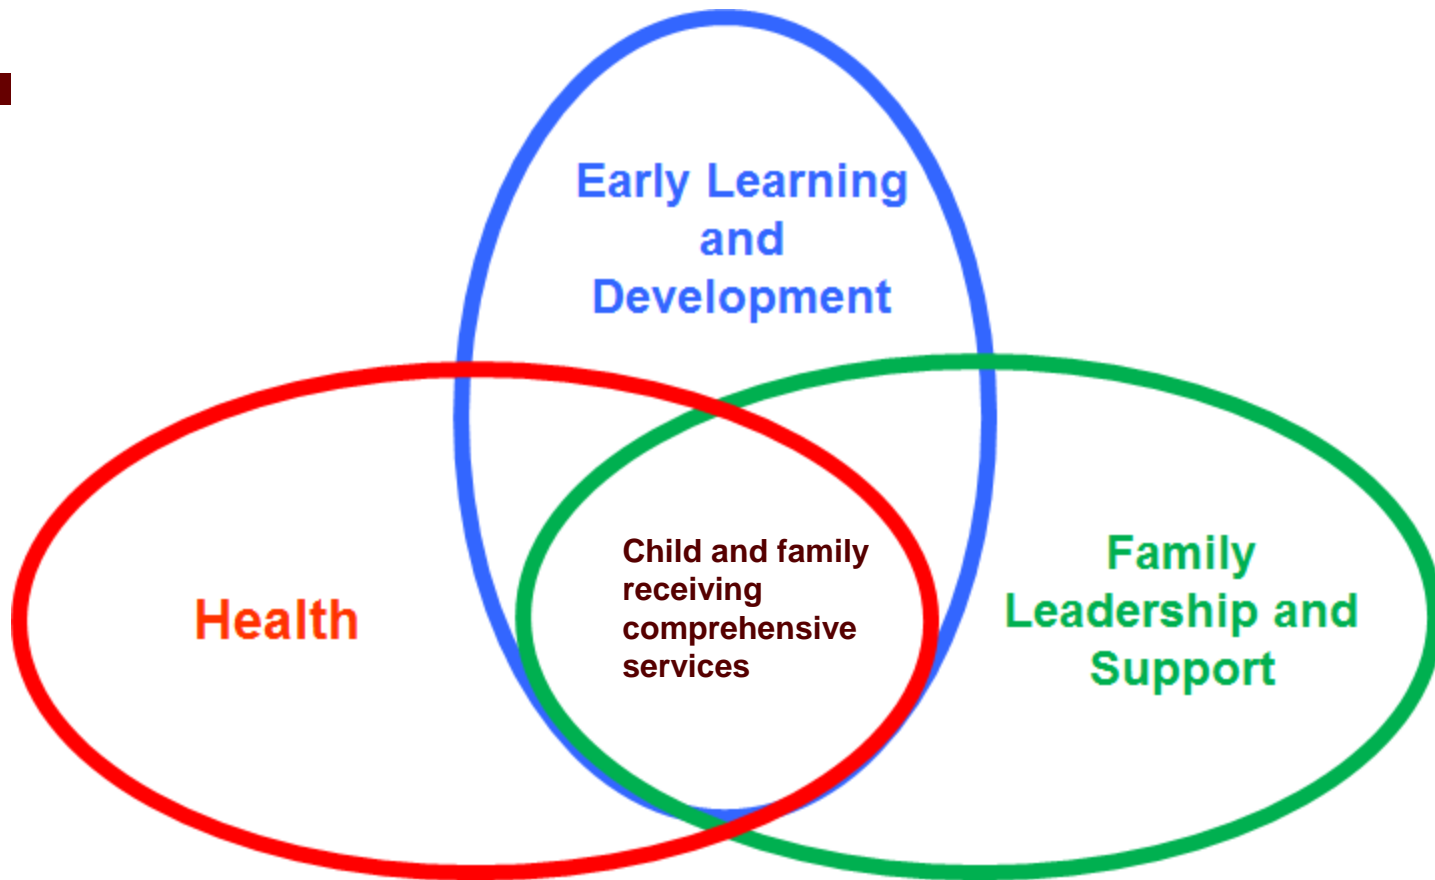 Early Learning
and
Development
Health
Child and family
receiving
comprehensive
services
Family
Leadership and
Support